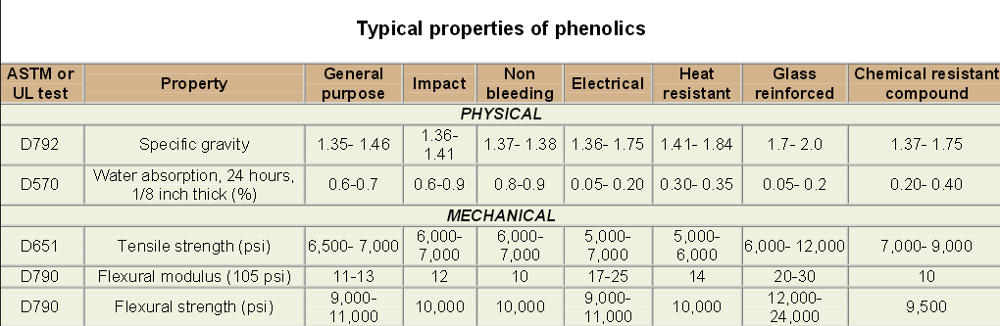 Typical properties of phenolics
ASTM or UL test Property General purpose Impact Non bleeding Electrical Heat resistant Glass reinforced Chemical resistant compound
PHYSICAL
D792 Specific gravity 1.35- 1.46 1.36- 1.41 1.37- 1.38 1.36- 1.75 1.41- 1.84 1.7- 2.0 1.37- 1.75
D570 Water absorption, 24 hours, 1/8 inch thick (%) 0.6-0.7 0.6-0.9 0.8-0.9 0.05- 0.20 0.30- 0.35 0.05- 0.2 0.20- 0.40
MECHANICAL
D651 Tensile strength (psi) 6,500- 7,000 6,000- 7,000 6,000- 7,000 5,000- 7,000 5,000- 6,000 6,000- 12,000 7,000- 9,000
D790 Flexural modulus (105 psi) 11-13 12 10 17-25 14 20-30 10
D790 Flexural strength (psi) 9,000- 11,000 10,000 10,000 9,000- 11,000 10,000 12,000- 24,000 9,500